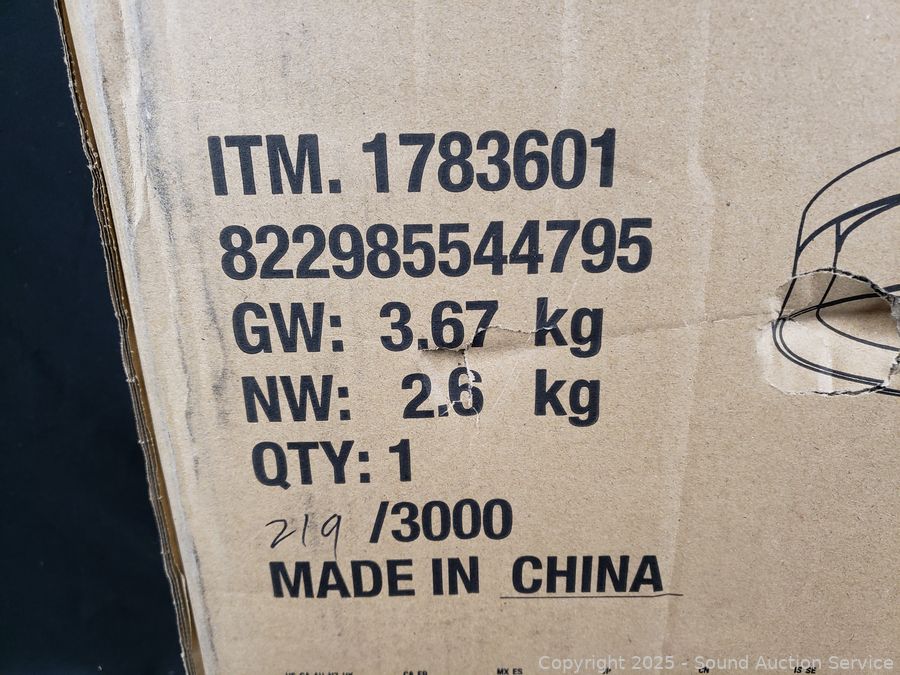 ITM. 1783601
822985544795
GW: 3.67 kg
NW: 2.6 kg
QTY: 1
219 /3000
MADE IN CHINA
Copyright 2025 - Sound Auction Service